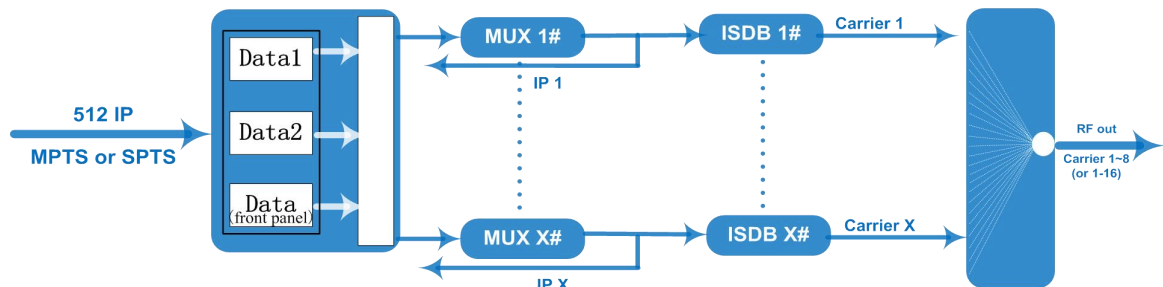 512 IP
MPTS or SPTS
Data1
Data2
Data
(front panel)
MUX 1#
IP 1
ISDB 1#
Carrier 1
MUX X#
IP X
ISDB X#
Carrier X
RF out
Carrier 1~8
(or 1-16)